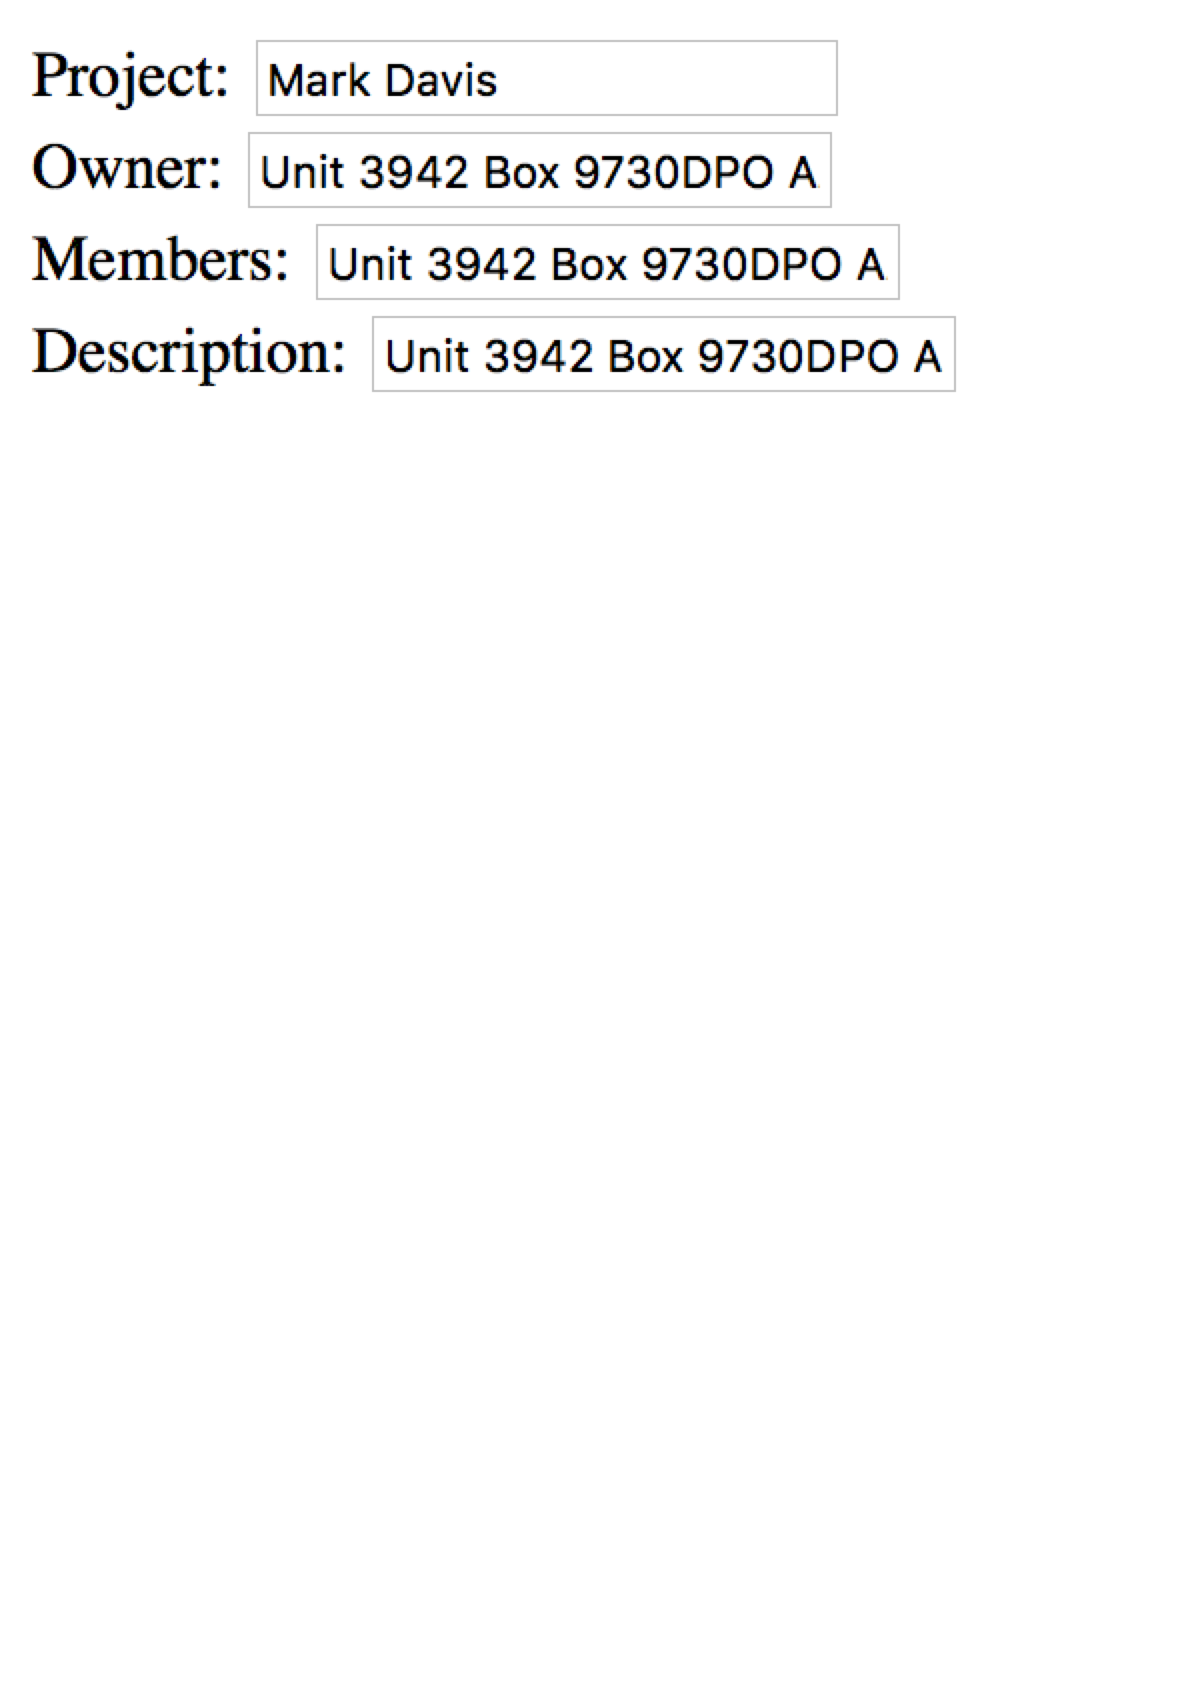 Project: Mark Davis
Owner: Unit 3942 Box 9730DPO A
Members: Unit 3942 Box 9730DPO A
Description: Unit 3942 Box 9730DPO A